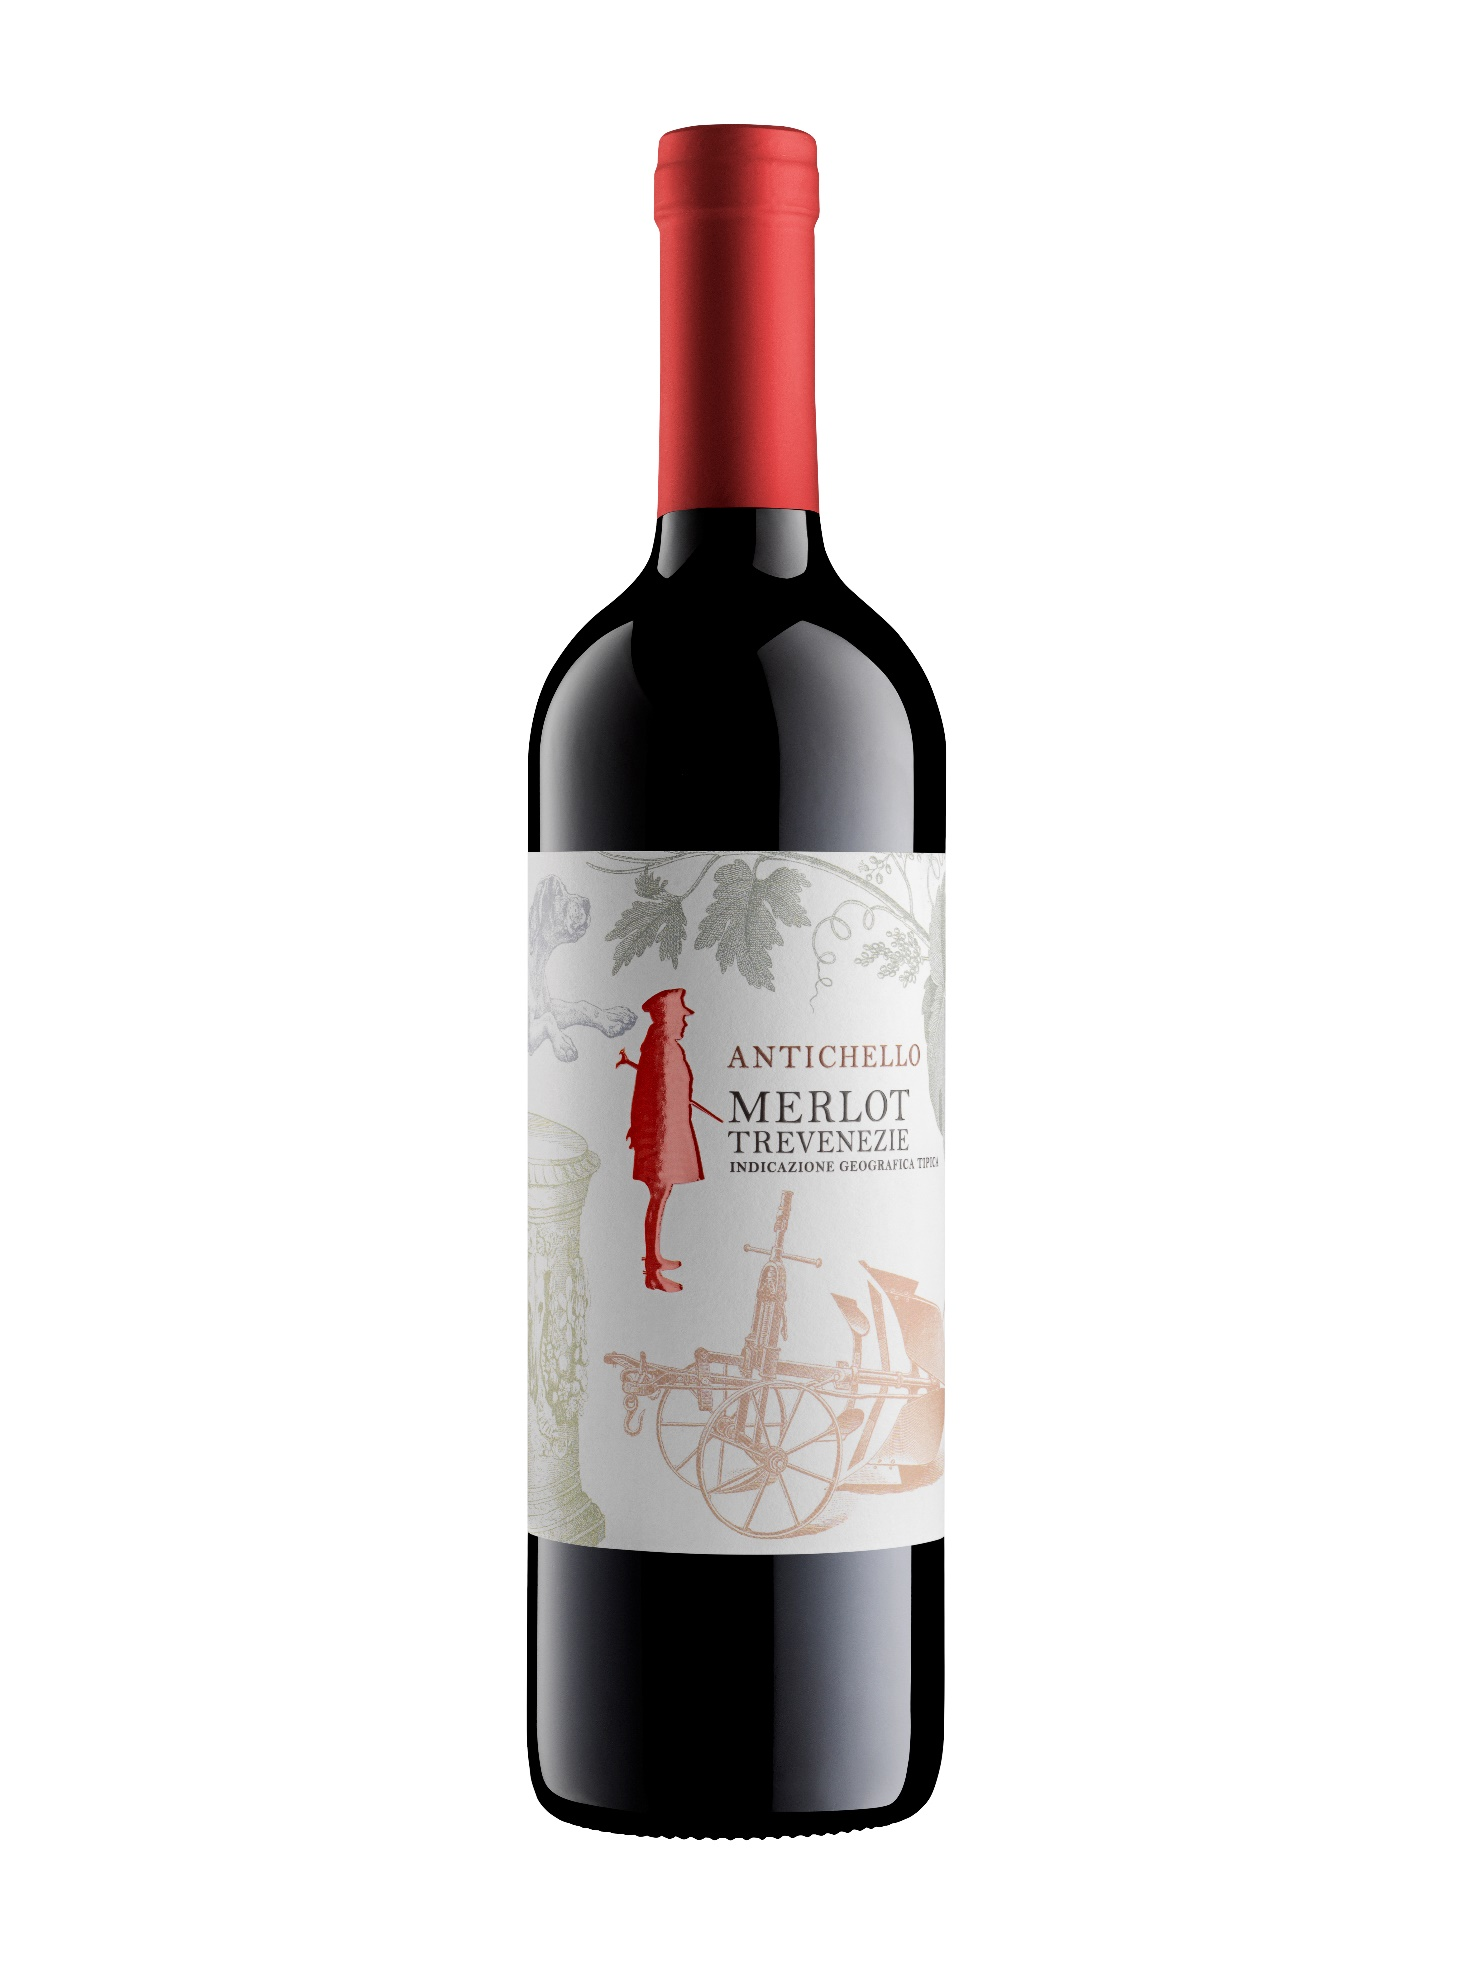 ANTICHELLO
MERLOT
TREVENEZIE
INDICAZIONE GEOGRAFICA TIPICA